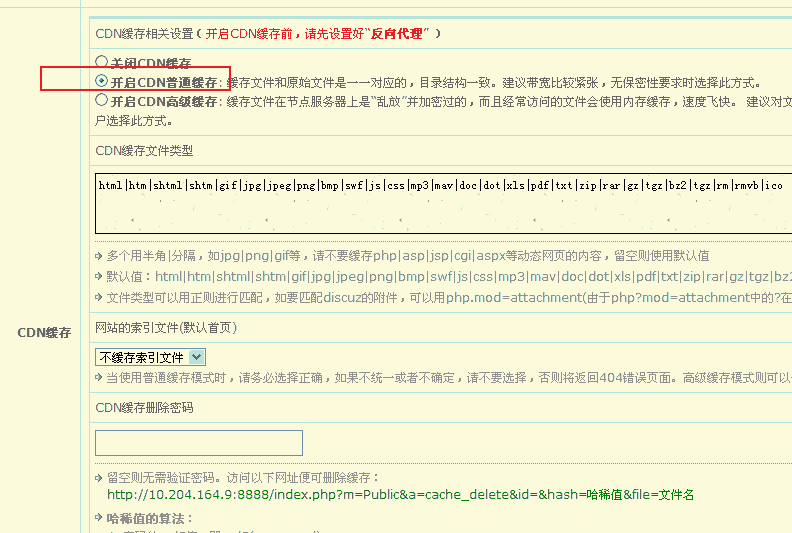 CDN缓存相关设置 ( 开启CDN缓存前，请先设置好“反向代理” )
关闭CDN缓存
开启CDN普通缓存: 缓存文件和原始文件是一一对应的，目录结构一致。建议带宽比较紧张，无保密性要求时选择此方式。
开启CDN高级缓存: 缓存文件在节点服务器上是“乱放”并加密过的，而且经常访问的文件会使用内存缓存，速度飞快。 建议对文
户选择此方式。
CDN缓存文件类型
html|htm|shtml|shtm|gif|jpg|jpeg|png|bmp|swf|js|css|mp3|mav|doc|dot|xls|pdf|txt|zip|rar|gz|tgz|bz2|tgz|rm|rmvb|ico
多个用半角|分隔，如jpg|png|gif等，请不要缓存php|asp|jsp|cgi|aspx等动态网页的内容，留空则使用默认值
默认值：html|htm|shtml|shtm|gif|jpg|jpeg|png|bmp|swf|js|css|mp3|mav|doc|dot|xls|pdf|txt|zip|rar|gz|tgz|bz2
文件类型可以用正则进行匹配，如要匹配discuz的附件，可以用php.mod=attachment(由于php?mod=attachment中的?在
CDN缓存
网站的索引文件(默认首页)
不缓存索引文件
当使用普通缓存模式时，请务必选择正确，如果不统一或者不确定，请不要选择，否则将返回404错误页面。高级缓存模式则可以
CDN缓存删除密码
留空则无需验证密码。访问以下网址便可删除缓存：
http://10.204.164.9:8888/index.php?m=Public&a=cache_delete&id=&hash=哈稀值&file=文件名
哈稀值的算法：